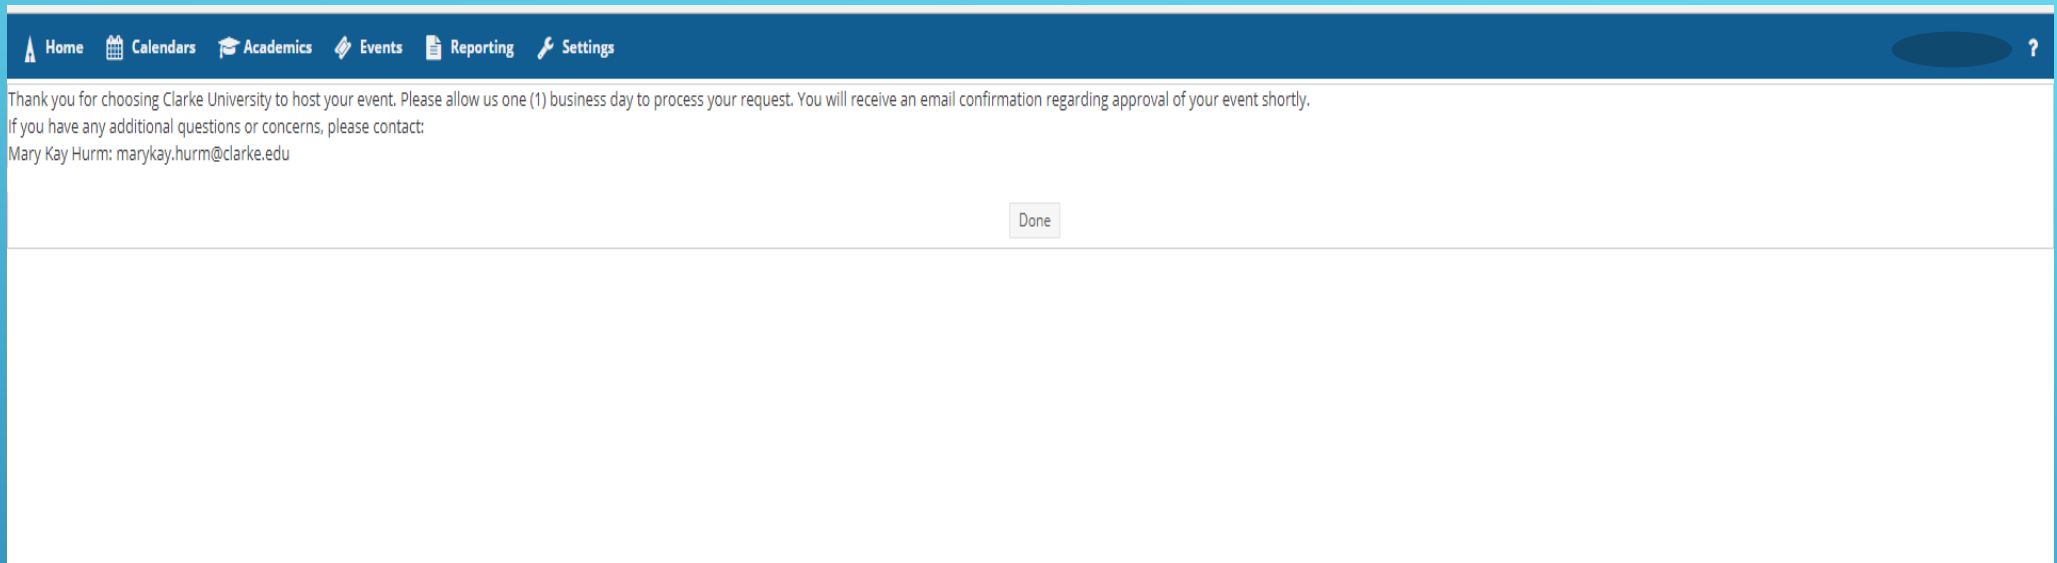 Home Calendars Academics Events Reporting Settings ?
Thank you for choosing Clarke University to host your event. Please allow us one (1) business day to process your request. You will receive an email confirmation regarding approval of your event shortly.
If you have any additional questions or concerns, please contact:
Mary Kay Hurm: marykay.hurm@clarke.edu
Done